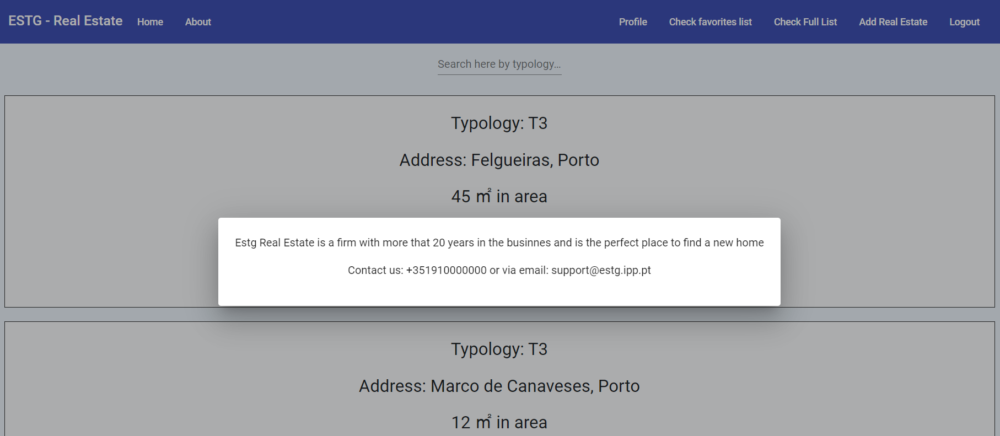 ESTG - Real Estate Home About Profile Check favorites list Check Full List Add Real Estate Logout
Search here by typology...
Typology: T3
Address: Felgueiras, Porto
45 ㎡ in area
Estg Real Estate is a firm with more that 20 years in the businnes and is the perfect place to find a new home
Contact us: +351910000000 or via email: support@estg.ipp.pt
Typology: T3
Address: Marco de Canaveses, Porto
12 ㎡ in area